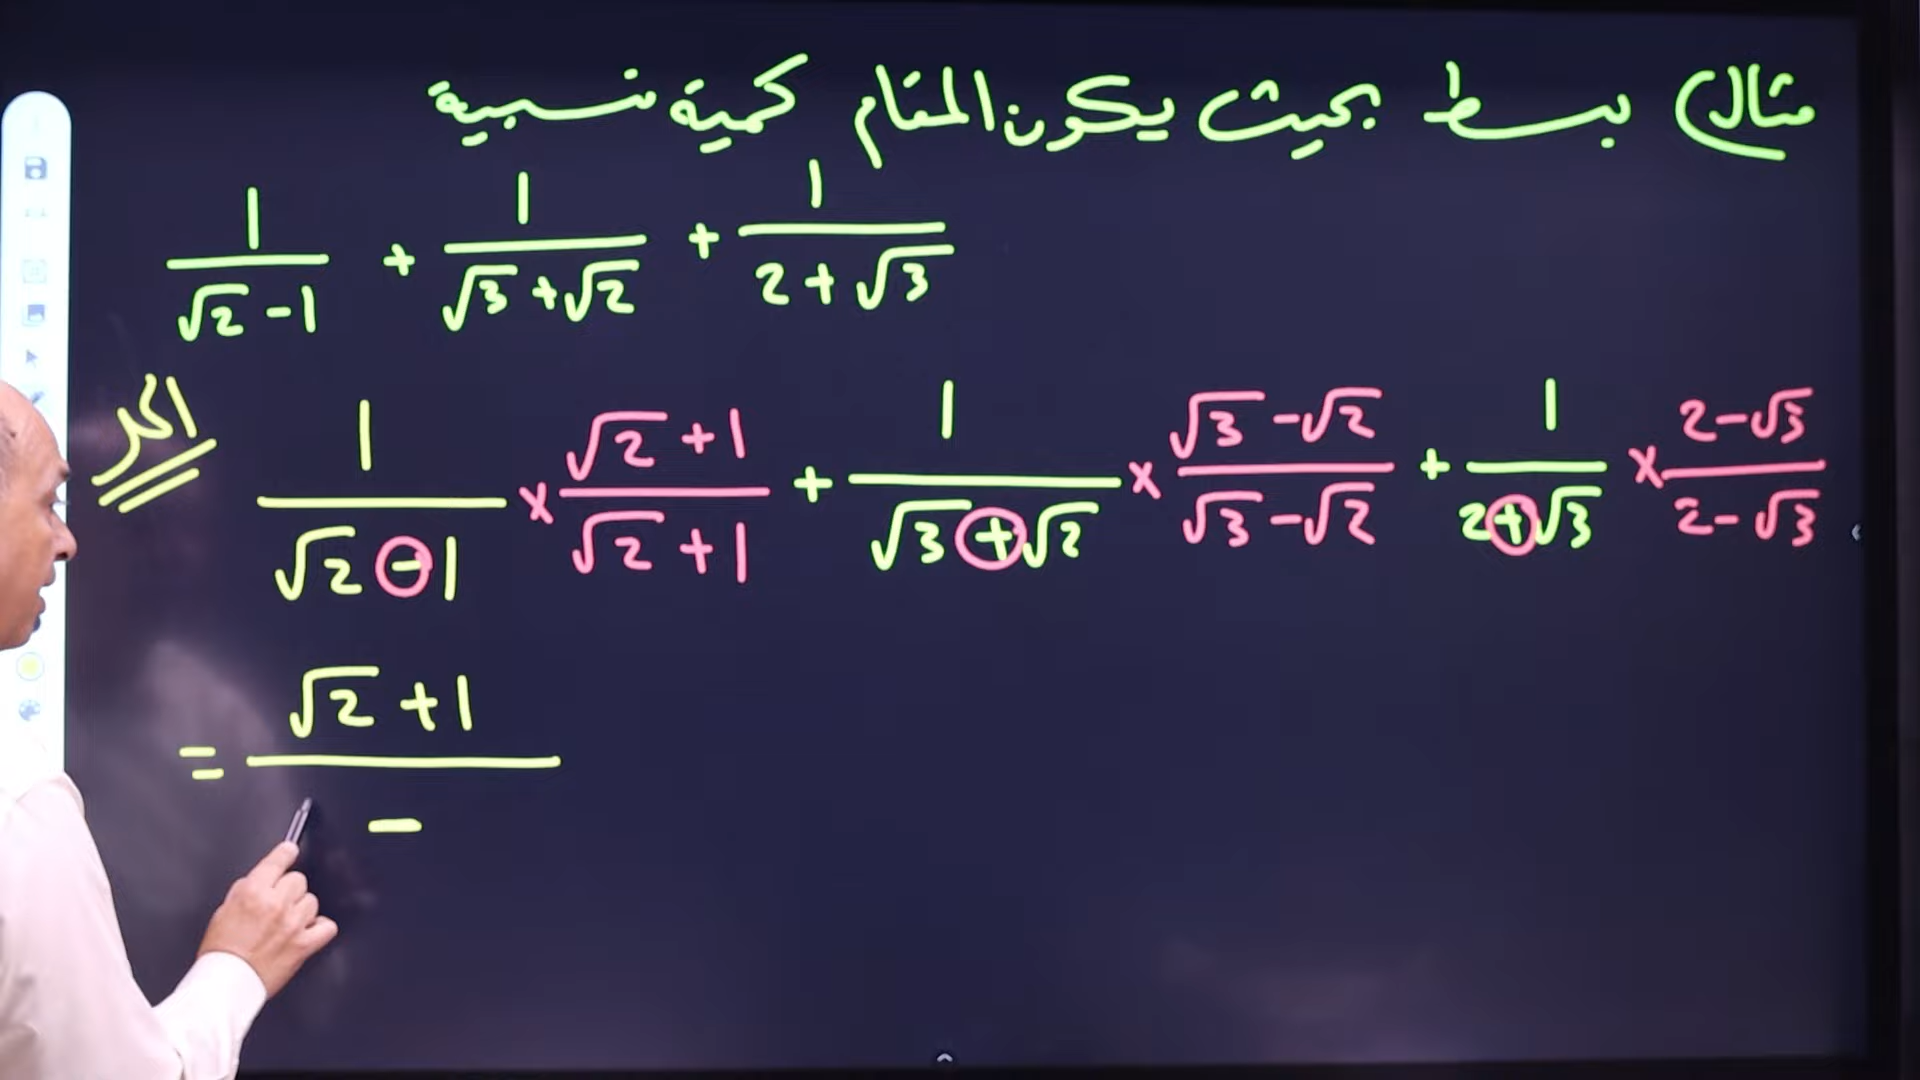 مثال بسط بحيث يكون المقام كمية نسبية
1/(√2 - 1) + 1/(√3 + √2) + 1/(2 + √3)
الحل
1/(√2 - 1) × (√2 + 1)/(√2 + 1) + 1/(√3 + √2) × (√3 - √2)/(√3 - √2) + 1/(2 + √3) × (2 - √3)/(2 - √3)
= (√2 + 1)/( - )